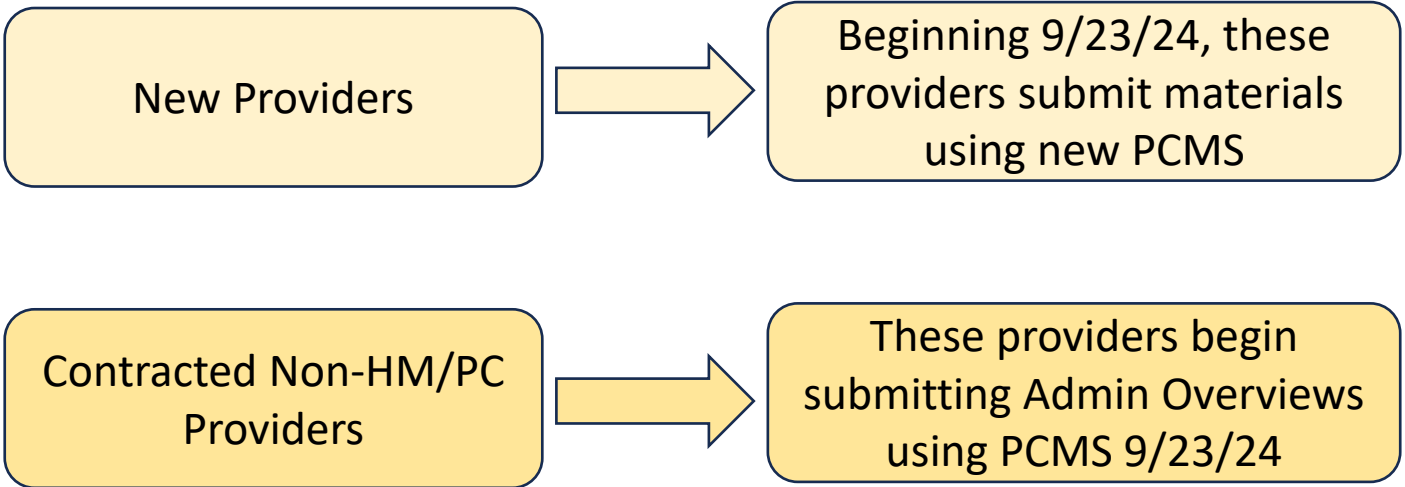 New Providers
Beginning 9/23/24, these
providers submit materials
using new PCMS
Contracted Non-HM/PC
Providers
These providers begin
submitting Admin Overviews
using PCMS 9/23/24